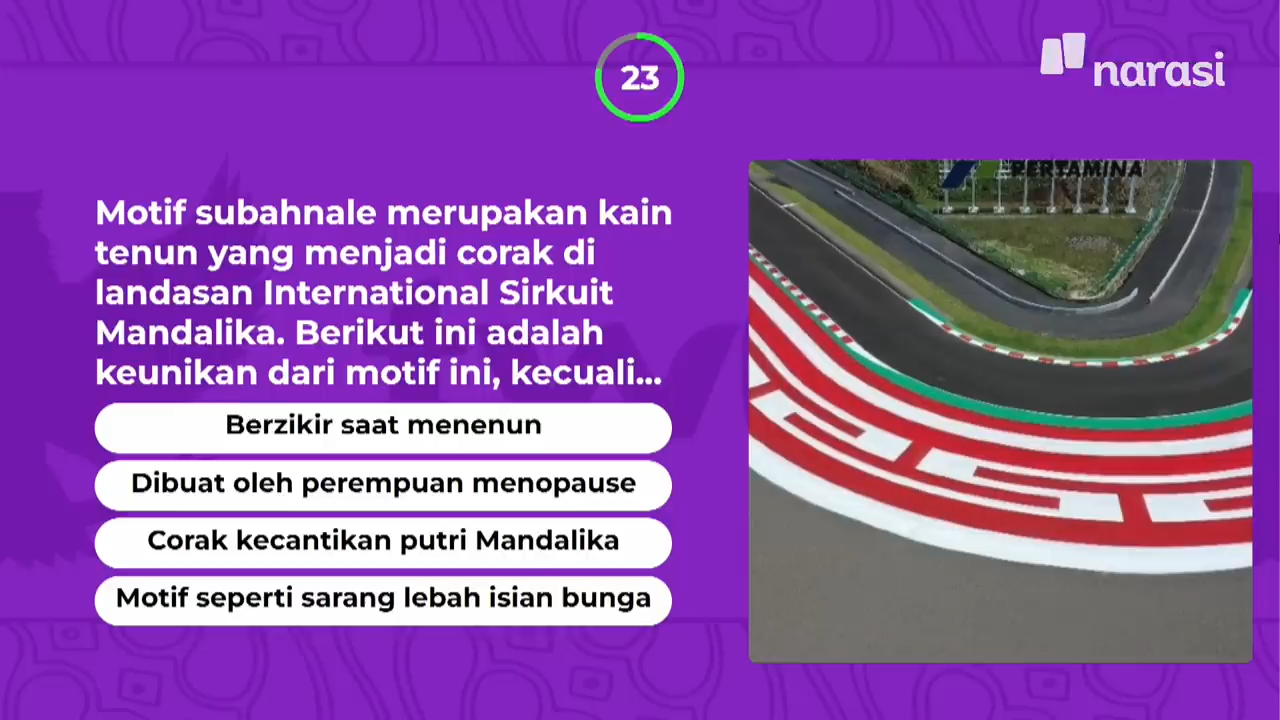 23
narasi
PERTAMINA
Motif subahnale merupakan kain
tenun yang menjadi corak di
landasan International Sirkuit
Mandalika. Berikut ini adalah
keunikan dari motif ini, kecuali...
Berzikir saat menenun
Dibuat oleh perempuan menopause
Corak kecantikan putri Mandalika
Motif seperti sarang lebah isian bunga